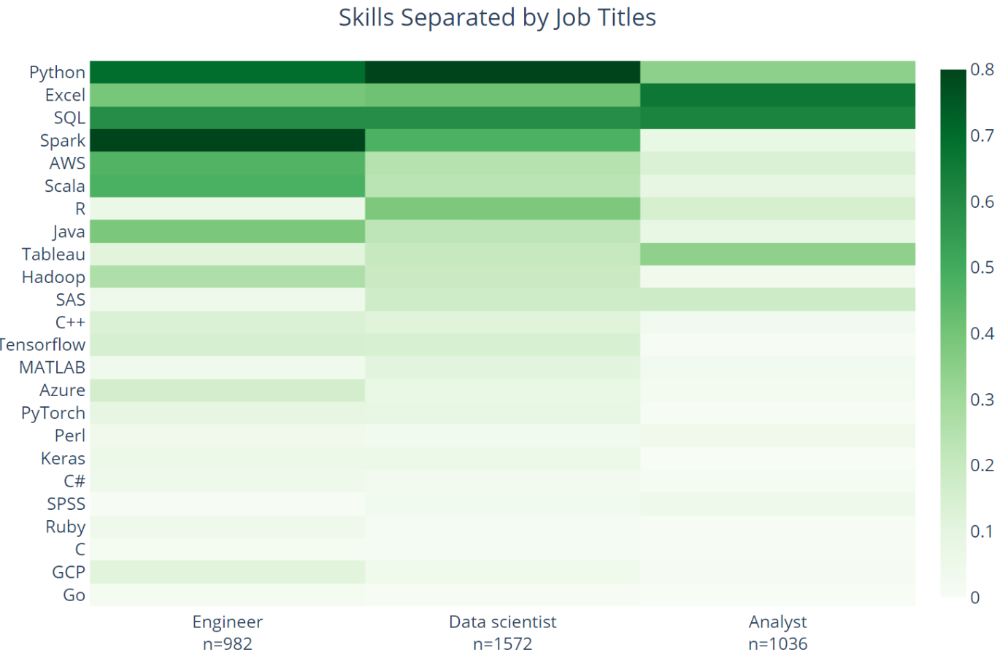 Skills Separated by Job Titles
Python
Excel
SQL
Spark
AWS
Scala
R
Java
Tableau
Hadoop
SAS
C++
Tensorflow
MATLAB
Azure
PyTorch
Perl
Keras
C#
SPSS
Ruby
C
GCP
Go
Engineer
n=982
Data scientist
n=1572
Analyst
n=1036
0.8
0.7
0.6
0.5
0.4
0.3
0.2
0.1
0